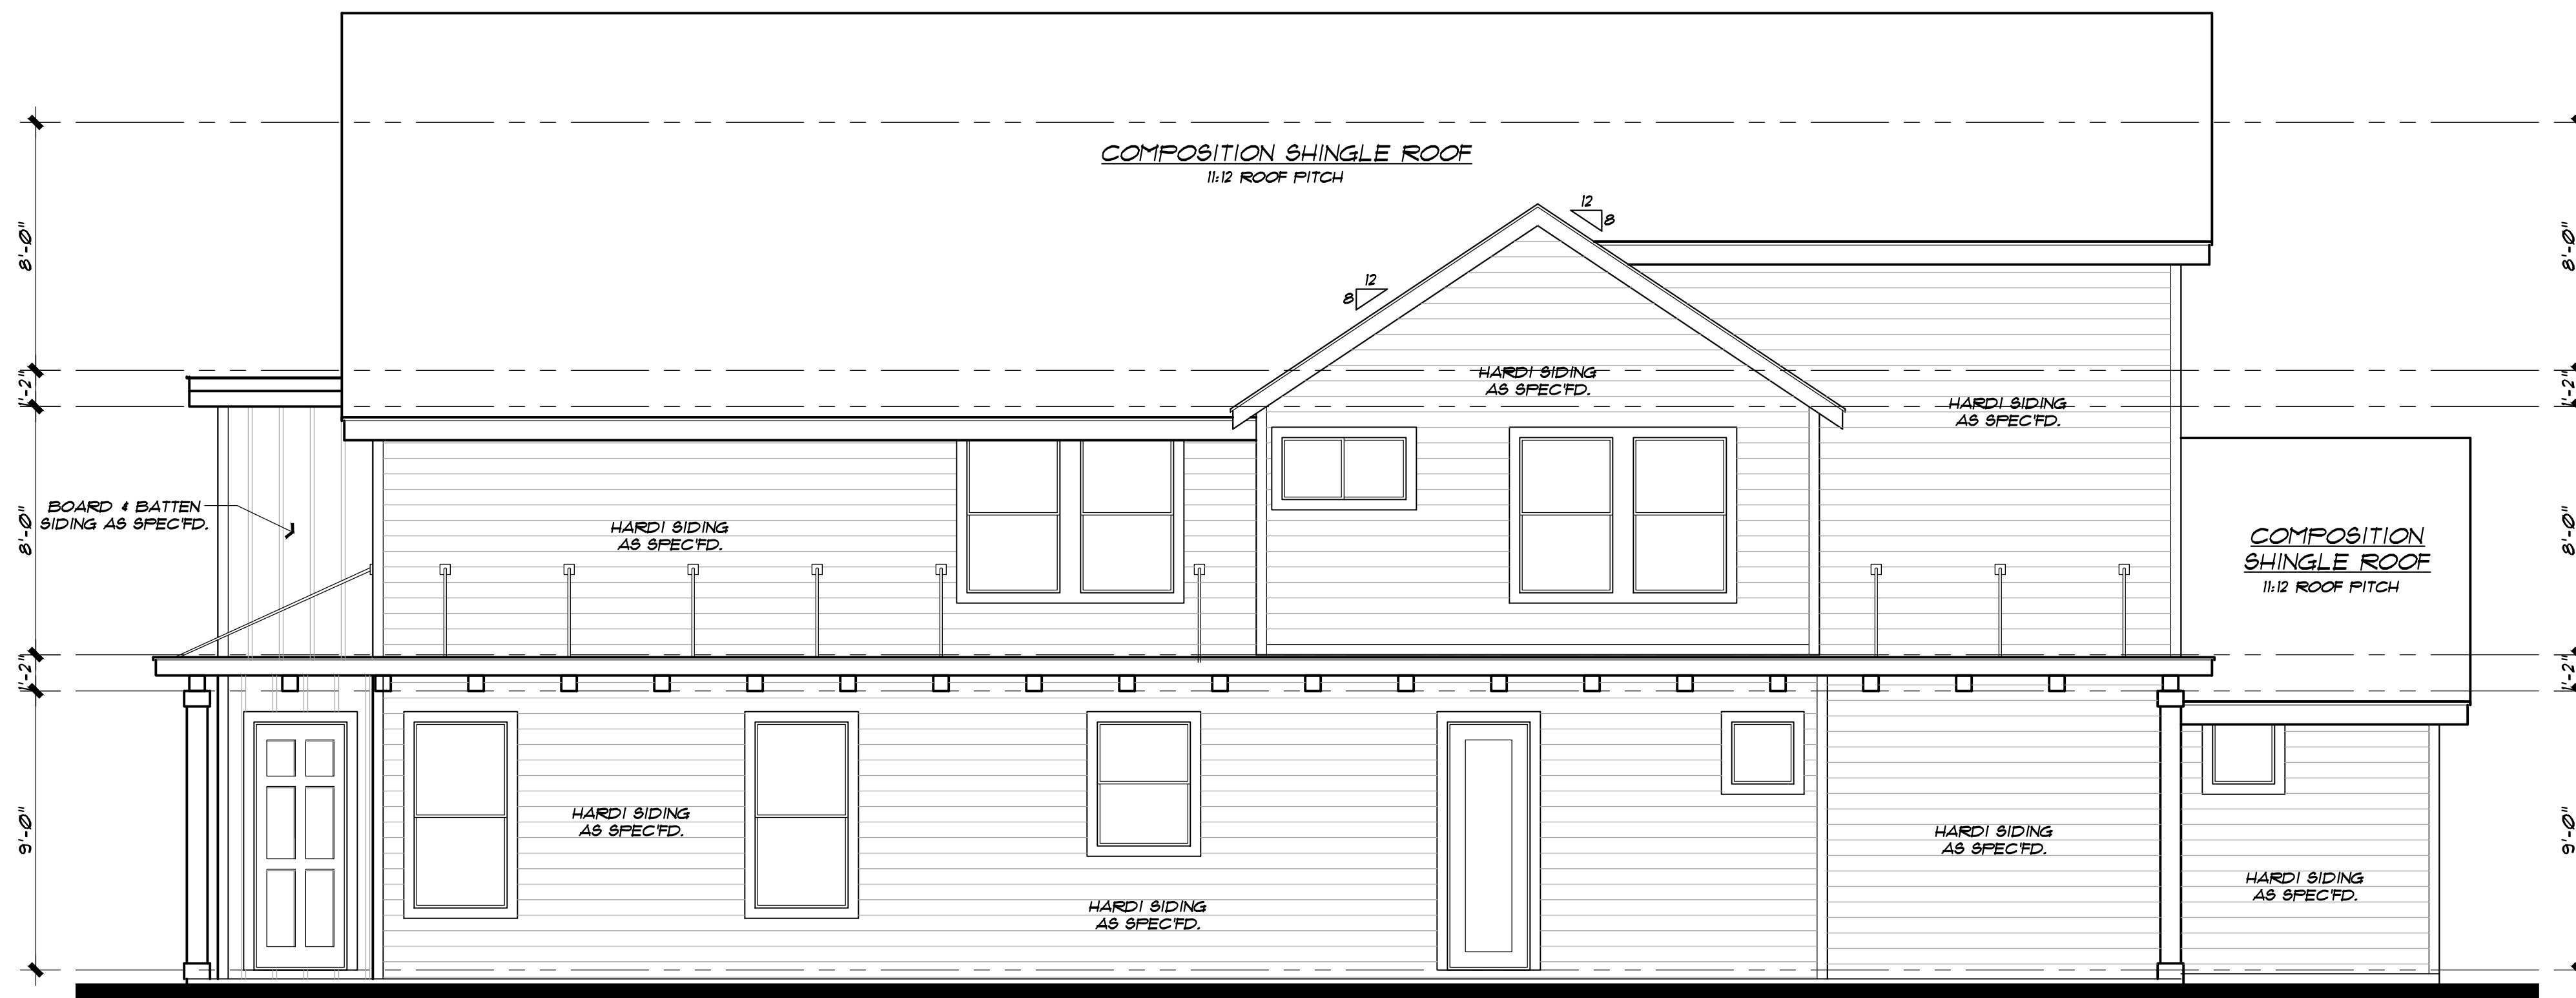 COMPOSITION SHINGLE ROOF
11:12 ROOF PITCH
12
8
12
8
8'-0"
8'-0"
HARDI SIDING
AS SPEC'FD.
1'-2"
1'-2"
HARDI SIDING
AS SPEC'FD.
BOARD & BATTEN
SIDING AS SPEC'FD.
8'-0"
8'-0"
HARDI SIDING
AS SPEC'FD.
COMPOSITION
SHINGLE ROOF
11:12 ROOF PITCH
1'-2"
1'-2"
9'-0"
9'-0"
HARDI SIDING
AS SPEC'FD.
HARDI SIDING
AS SPEC'FD.
HARDI SIDING
AS SPEC'FD.
HARDI SIDING
AS SPEC'FD.